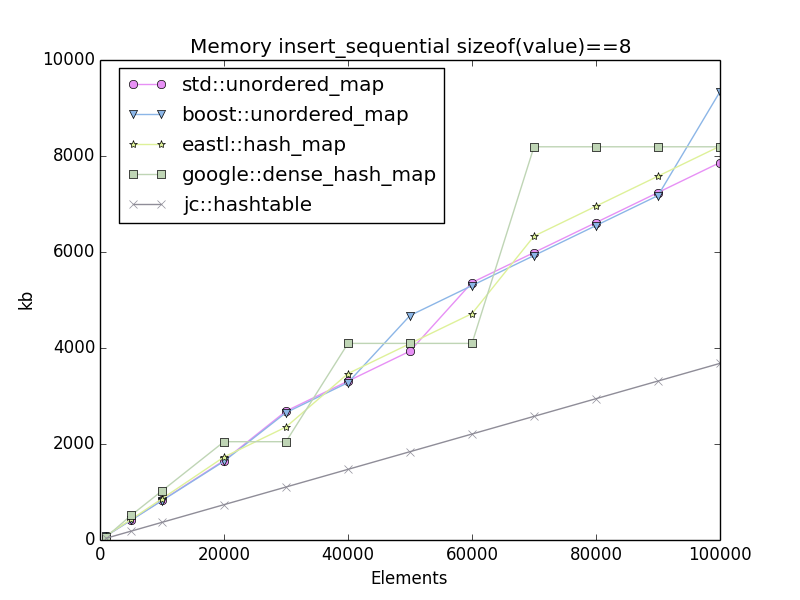 Memory insert_sequential sizeof(value)==8
std::unordered_map
boost::unordered_map
eastl::hash_map
google::dense_hash_map
jc::hashtable
10000
8000
6000
4000
2000
0
kb
0 20000 40000 60000 80000 100000
Elements